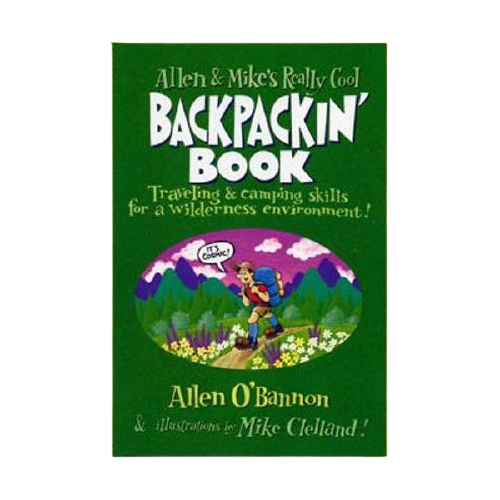 Allen & Mike's Really Cool
BACKPACKIN'
BOOK
Traveling & camping skills
for a wilderness environment!
IT'S
COSMIC!
Allen O'Bannon
& illustrations by Mike Clelland!